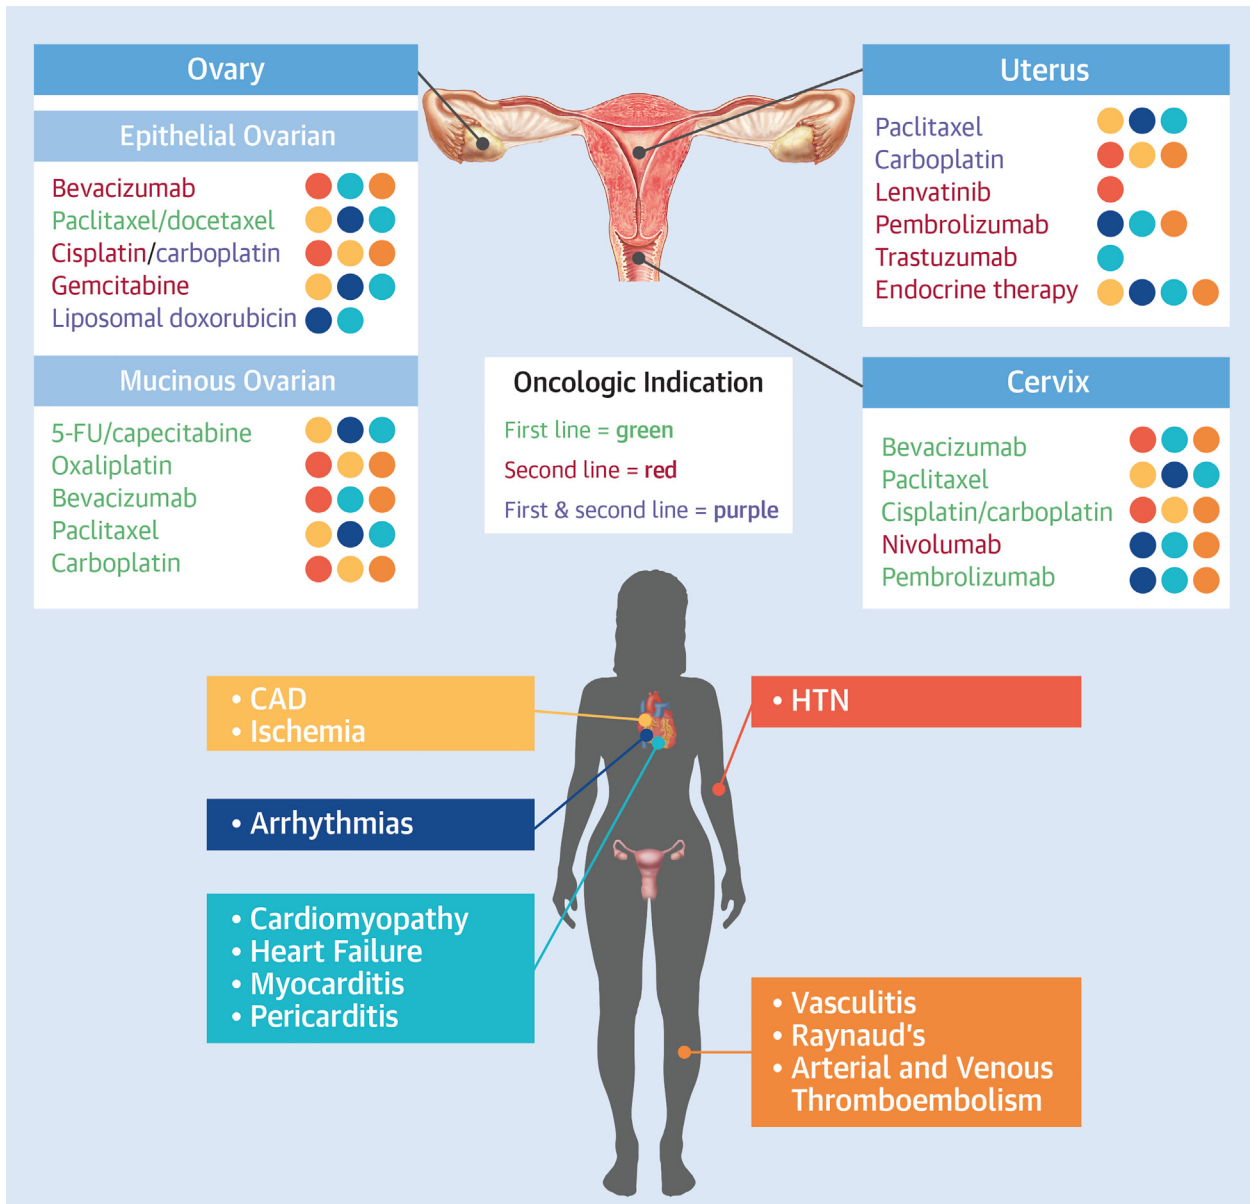 Ovary
Epithelial Ovarian
Bevacizumab
Paclitaxel/docetaxel
Cisplatin/carboplatin
Gemcitabine
Liposomal doxorubicin
Mucinous Ovarian
5-FU/capecitabine
Oxaliplatin
Bevacizumab
Paclitaxel
Carboplatin
Uterus
Paclitaxel
Carboplatin
Lenvatinib
Pembrolizumab
Trastuzumab
Endocrine therapy
Oncologic Indication
First line = green
Second line = red
First & second line = purple
Cervix
Bevacizumab
Paclitaxel
Cisplatin/carboplatin
Nivolumab
Pembrolizumab
• CAD
• Ischemia
• Arrhythmias
• Cardiomyopathy
• Heart Failure
• Myocarditis
• Pericarditis
• HTN
• Vasculitis
• Raynaud's
• Arterial and Venous
Thromboembolism